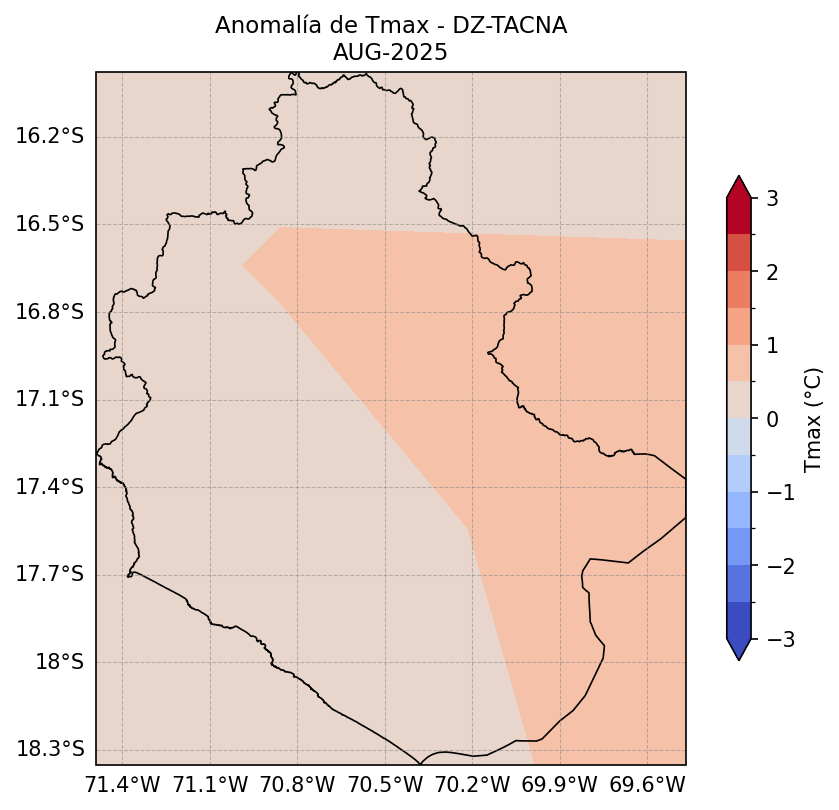 Anomalía de Tmax - DZ-TACNA
AUG-2025
16.2°S
16.5°S
16.8°S
17.1°S
17.4°S
17.7°S
18°S
18.3°S
71.4°W 71.1°W 70.8°W 70.5°W 70.2°W 69.9°W 69.6°W
3
2
1
0
−1
−2
−3
Tmax (°C)